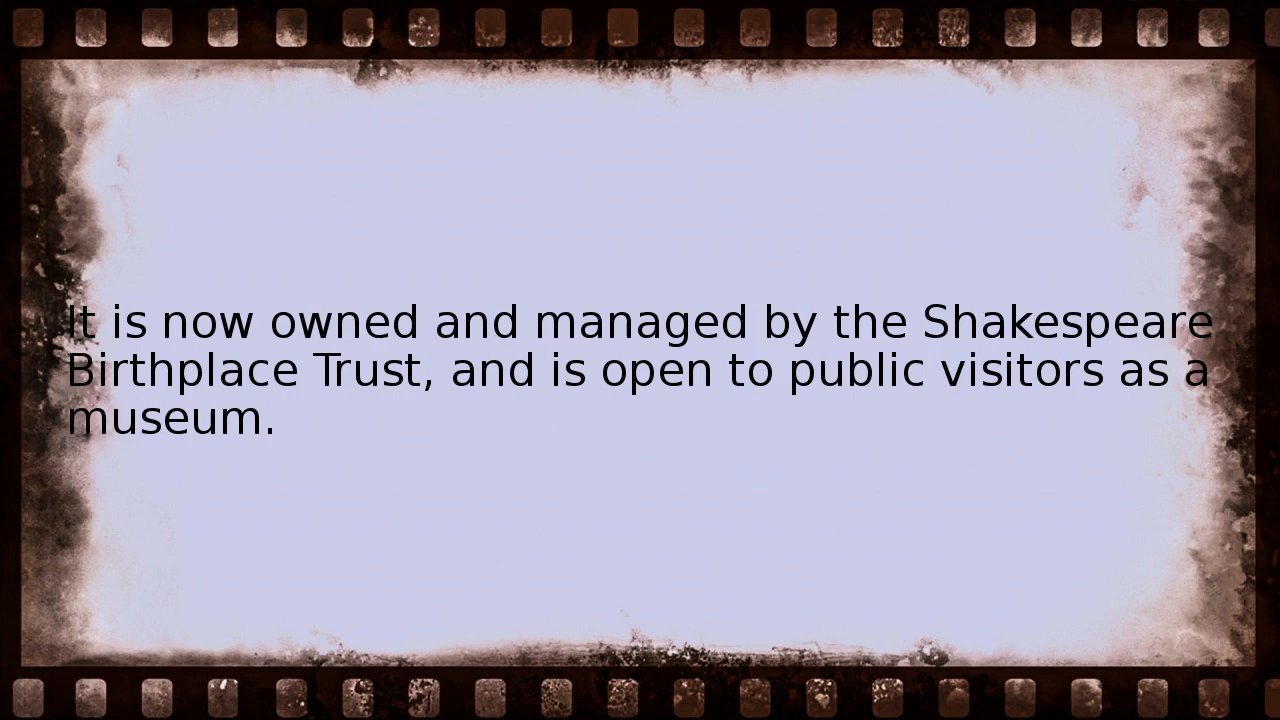 It is now owned and managed by the Shakespeare
Birthplace Trust, and is open to public visitors as a
museum.